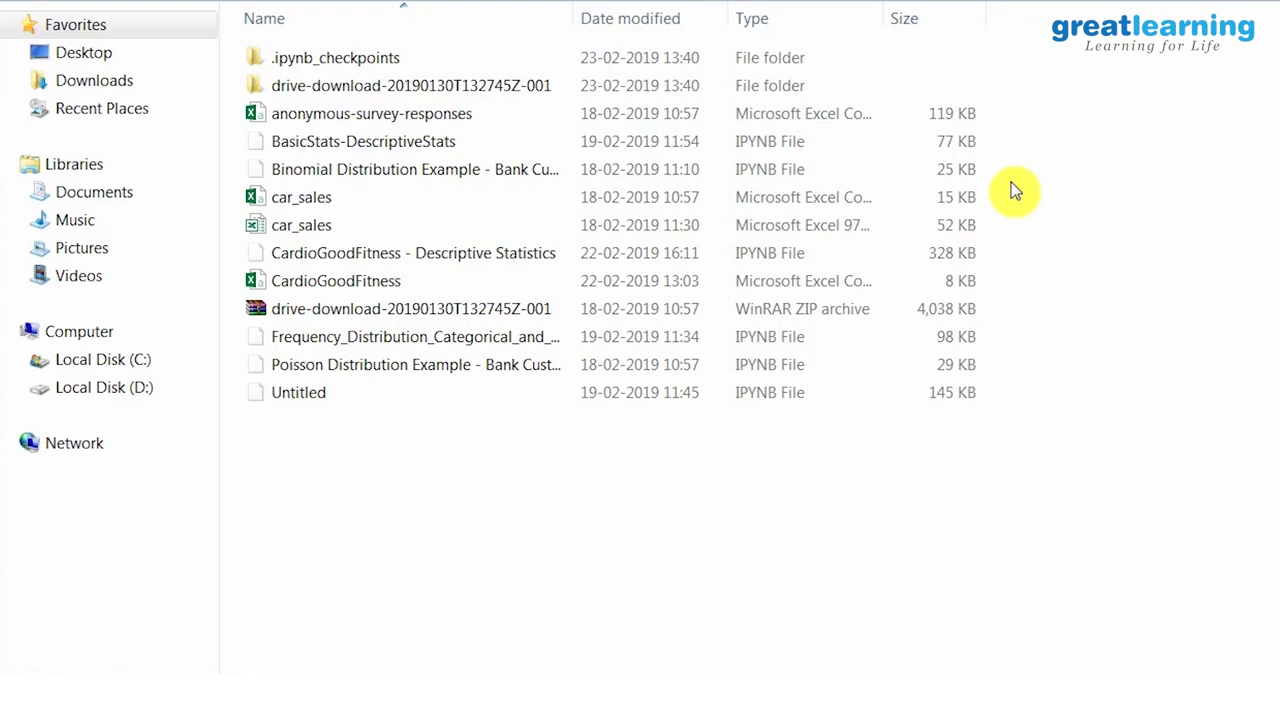 Favorites
Desktop
Downloads
Recent Places
Libraries
Documents
Music
Pictures
Videos
Computer
Local Disk (C:)
Local Disk (D:)
Network
Name Date modified Type Size
.ipynb_checkpoints 23-02-2019 13:40 File folder
drive-download-20190130T132745Z-001 23-02-2019 13:40 File folder
anonymous-survey-responses 18-02-2019 10:57 Microsoft Excel Co... 119 KB
BasicStats-DescriptiveStats 19-02-2019 11:54 IPYNB File 77 KB
Binomial Distribution Example - Bank Cu... 18-02-2019 11:10 IPYNB File 25 KB
car_sales 18-02-2019 10:57 Microsoft Excel Co... 15 KB
car_sales 18-02-2019 11:30 Microsoft Excel 97... 52 KB
CardioGoodFitness - Descriptive Statistics 22-02-2019 16:11 IPYNB File 328 KB
CardioGoodFitness 22-02-2019 13:03 Microsoft Excel Co... 8 KB
drive-download-20190130T132745Z-001 18-02-2019 10:57 WinRAR ZIP archive 4,038 KB
Frequency_Distribution_Categorical_and_... 19-02-2019 11:34 IPYNB File 98 KB
Poisson Distribution Example - Bank Cust... 18-02-2019 10:57 IPYNB File 29 KB
Untitled 19-02-2019 11:45 IPYNB File 145 KB
greatlearning
Learning for Life